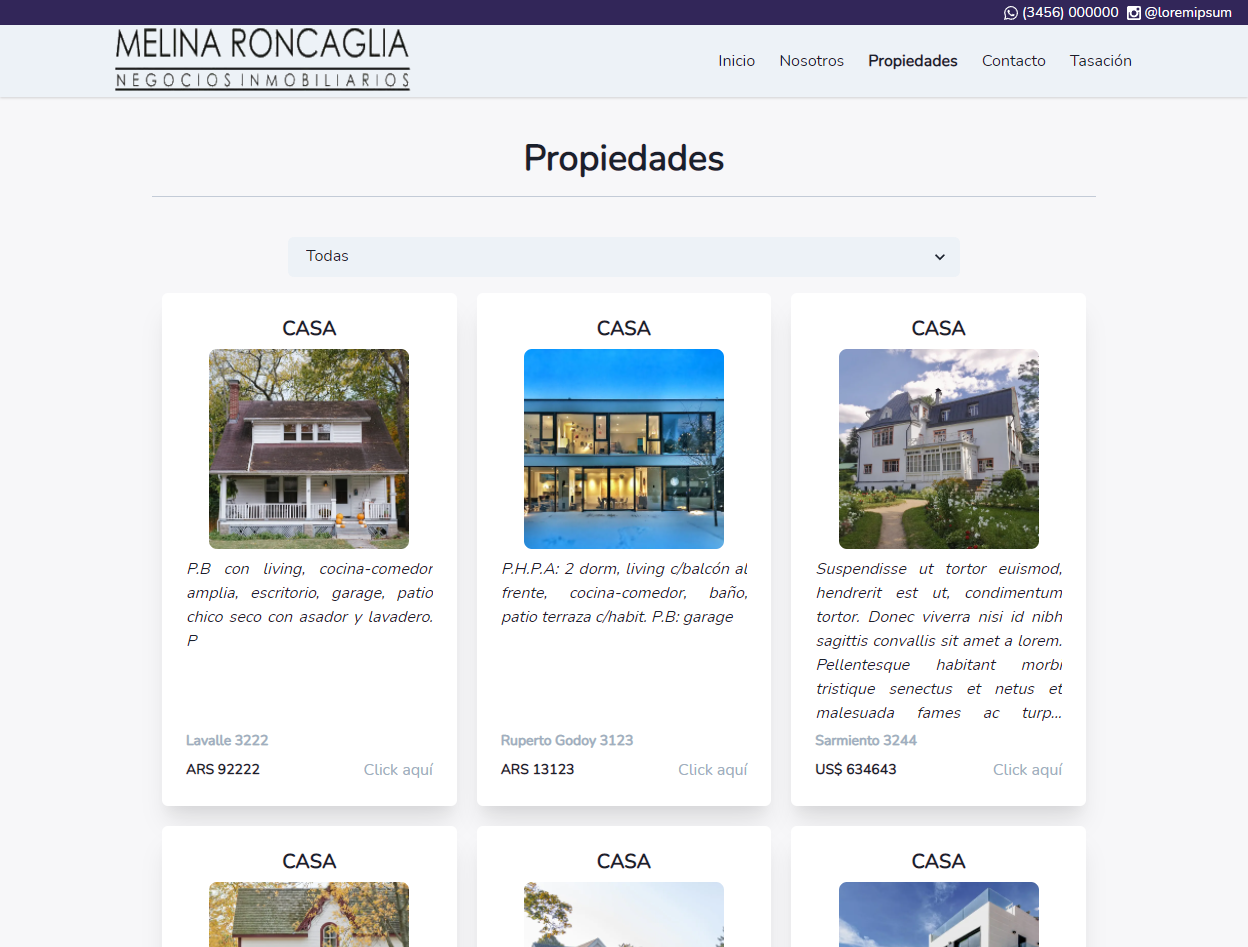 (3456) 000000 @loremipsum
MELINA RONCAGLIA
NEGOCIOS INMOBILIARIOS
Inicio Nosotros Propiedades Contacto Tasación
Propiedades
Todas
CASA
P.B con living, cocina-comedor
amplia, escritorio, garage, patio
chico seco con asador y lavadero.
P
Lavalle 3222
ARS 92222 Click aquí
CASA
P.H.P.A: 2 dorm, living c/balcón al
frente, cocina-comedor, baño,
patio terraza c/habit. P.B: garage
Ruperto Godoy 3123
ARS 13123 Click aquí
CASA
Suspendisse ut tortor euismod,
hendrerit est ut, condimentum
tortor. Donec viverra nisi id nibh
sagittis convallis sit amet a lorem.
Pellentesque habitant morbi
tristique senectus et netus et
malesuada fames ac turp...
Sarmiento 3244
US$ 634643 Click aquí
CASA
CASA
CASA